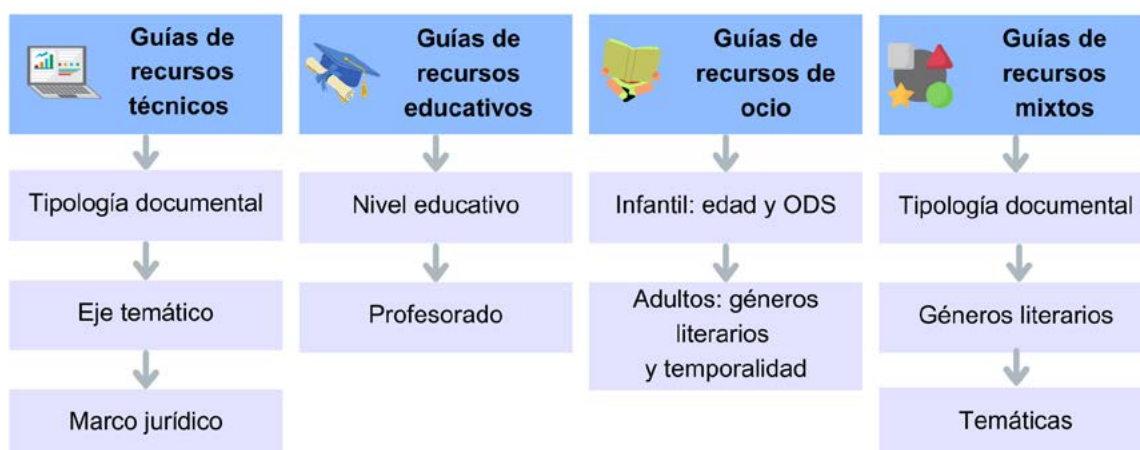 Guías de
recursos
técnicos
Tipología documental
Eje temático
Marco jurídico
Guías de
recursos
educativos
Nivel educativo
Profesorado
Guías de
recursos de
ocio
Infantil: edad y ODS
Adultos: géneros
literarios
y temporalidad
Guías de
recursos
mixtos
Tipología documental
Géneros literarios
Temáticas